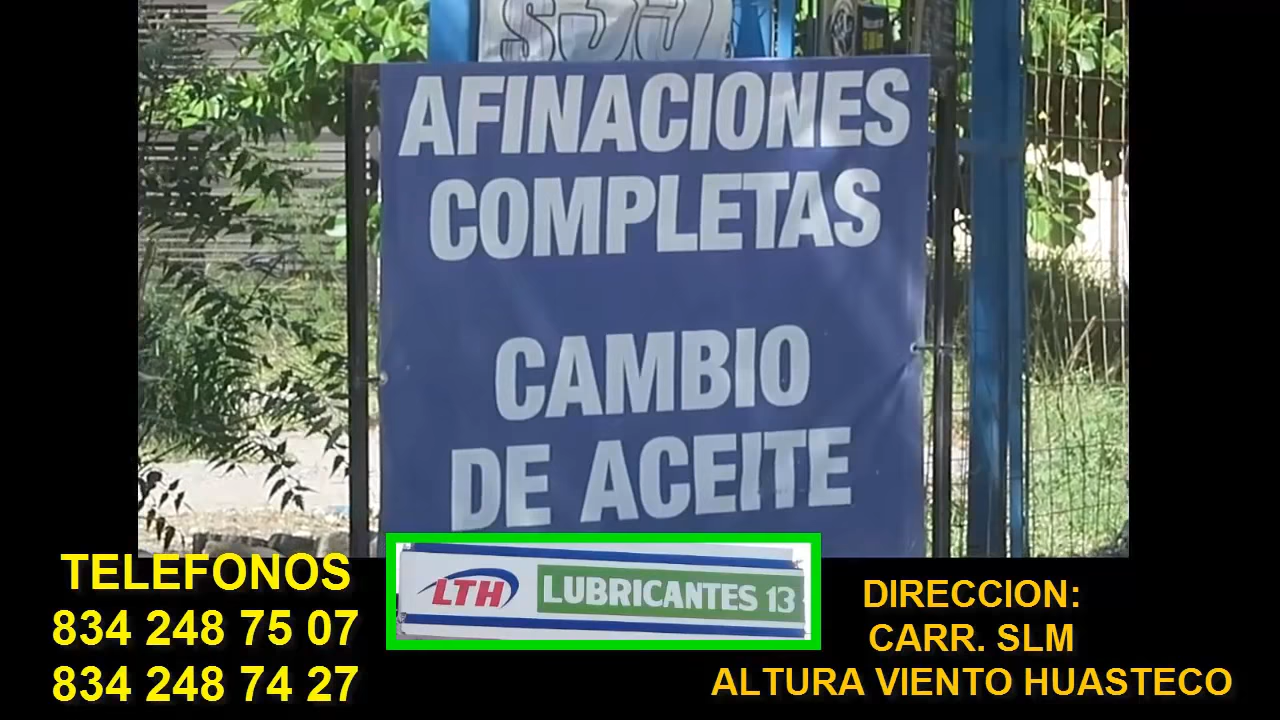 AFINACIONES
COMPLETAS
CAMBIO
DE ACEITE
LTH LUBRICANTES 13
TELEFONOS
834 248 75 07
834 248 74 27
DIRECCION:
CARR. SLM
ALTURA VIENTO HUASTECO